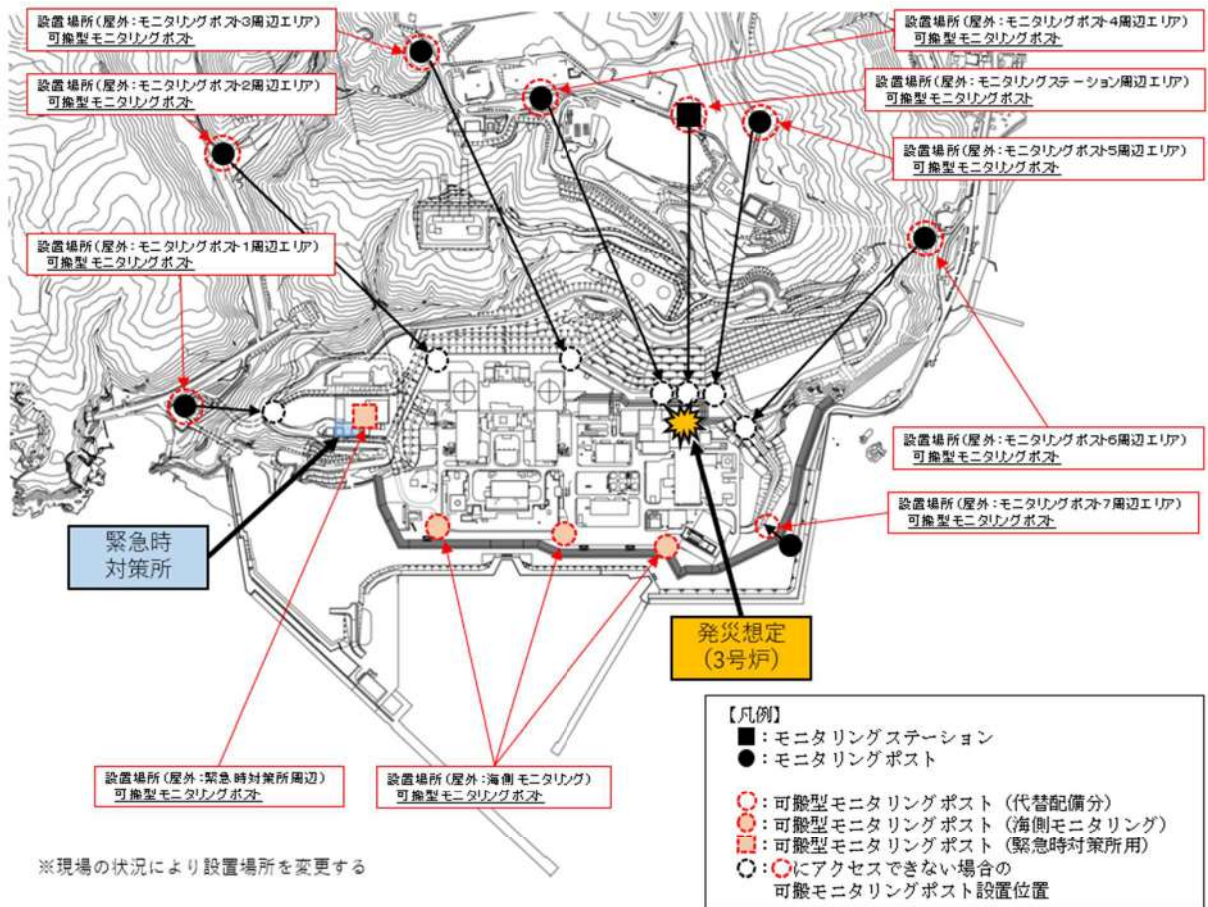 設置場所(屋外:モニタリングポスト3周辺エリア)
可搬型モニタリングポスト
設置場所(屋外:モニタリングポスト4周辺エリア)
可搬型モニタリングポスト
設置場所(屋外:モニタリングポスト2周辺エリア)
可搬型モニタリングポスト
設置場所(屋外:モニタリングステーション周辺エリア)
可搬型モニタリングポスト
設置場所(屋外:モニタリングポスト5周辺エリア)
可搬型モニタリングポスト
設置場所(屋外:モニタリングポスト1周辺エリア)
可搬型モニタリングポスト
設置場所(屋外:モニタリングポスト6周辺エリア)
可搬型モニタリングポスト
設置場所(屋外:モニタリングポスト7周辺エリア)
可搬型モニタリングポスト
緊急時
対策所
発災想定
(3号炉)
設置場所(屋外:緊急時対策所周辺)
可搬型モニタリングポスト
設置場所(屋外:海側モニタリング)
可搬型モニタリングポスト
【凡例】
■:モニタリングステーション
●:モニタリングポスト
:可搬型モニタリングポスト(代替配備分)
:可搬型モニタリングポスト(海側モニタリング)
:可搬型モニタリングポスト(緊急時対策所用)
:にアクセスできない場合の
可搬モニタリングポスト設置位置
※現場の状況により設置場所を変更する